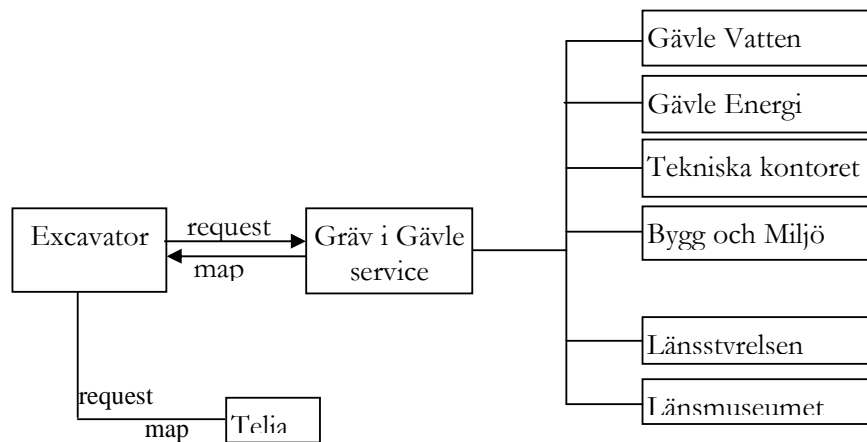 Gävle Vatten
Gävle Energi
Tekniska kontoret
Bygg och Miljö
Länsstyrelsen
Länsmuseumet
Excavator
request
map
Gräv i Gävle
service
request
map
Telia